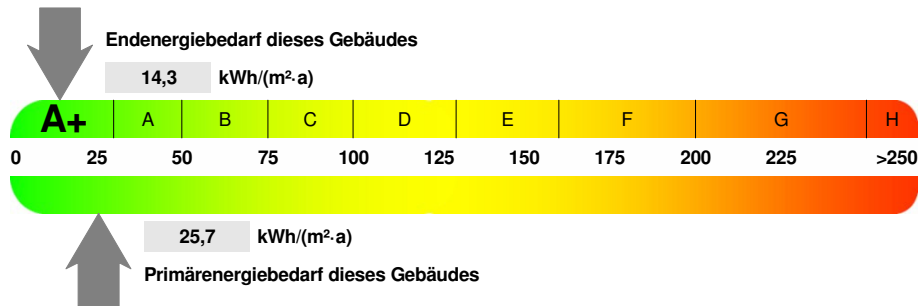 Endenergiebedarf dieses Gebäudes
14,3 kWh/(m²·a)
A+ A B C D E F G H
0 25 50 75 100 125 150 175 200 225 >250
25,7 kWh/(m²·a)
Primärenergiebedarf dieses Gebäudes